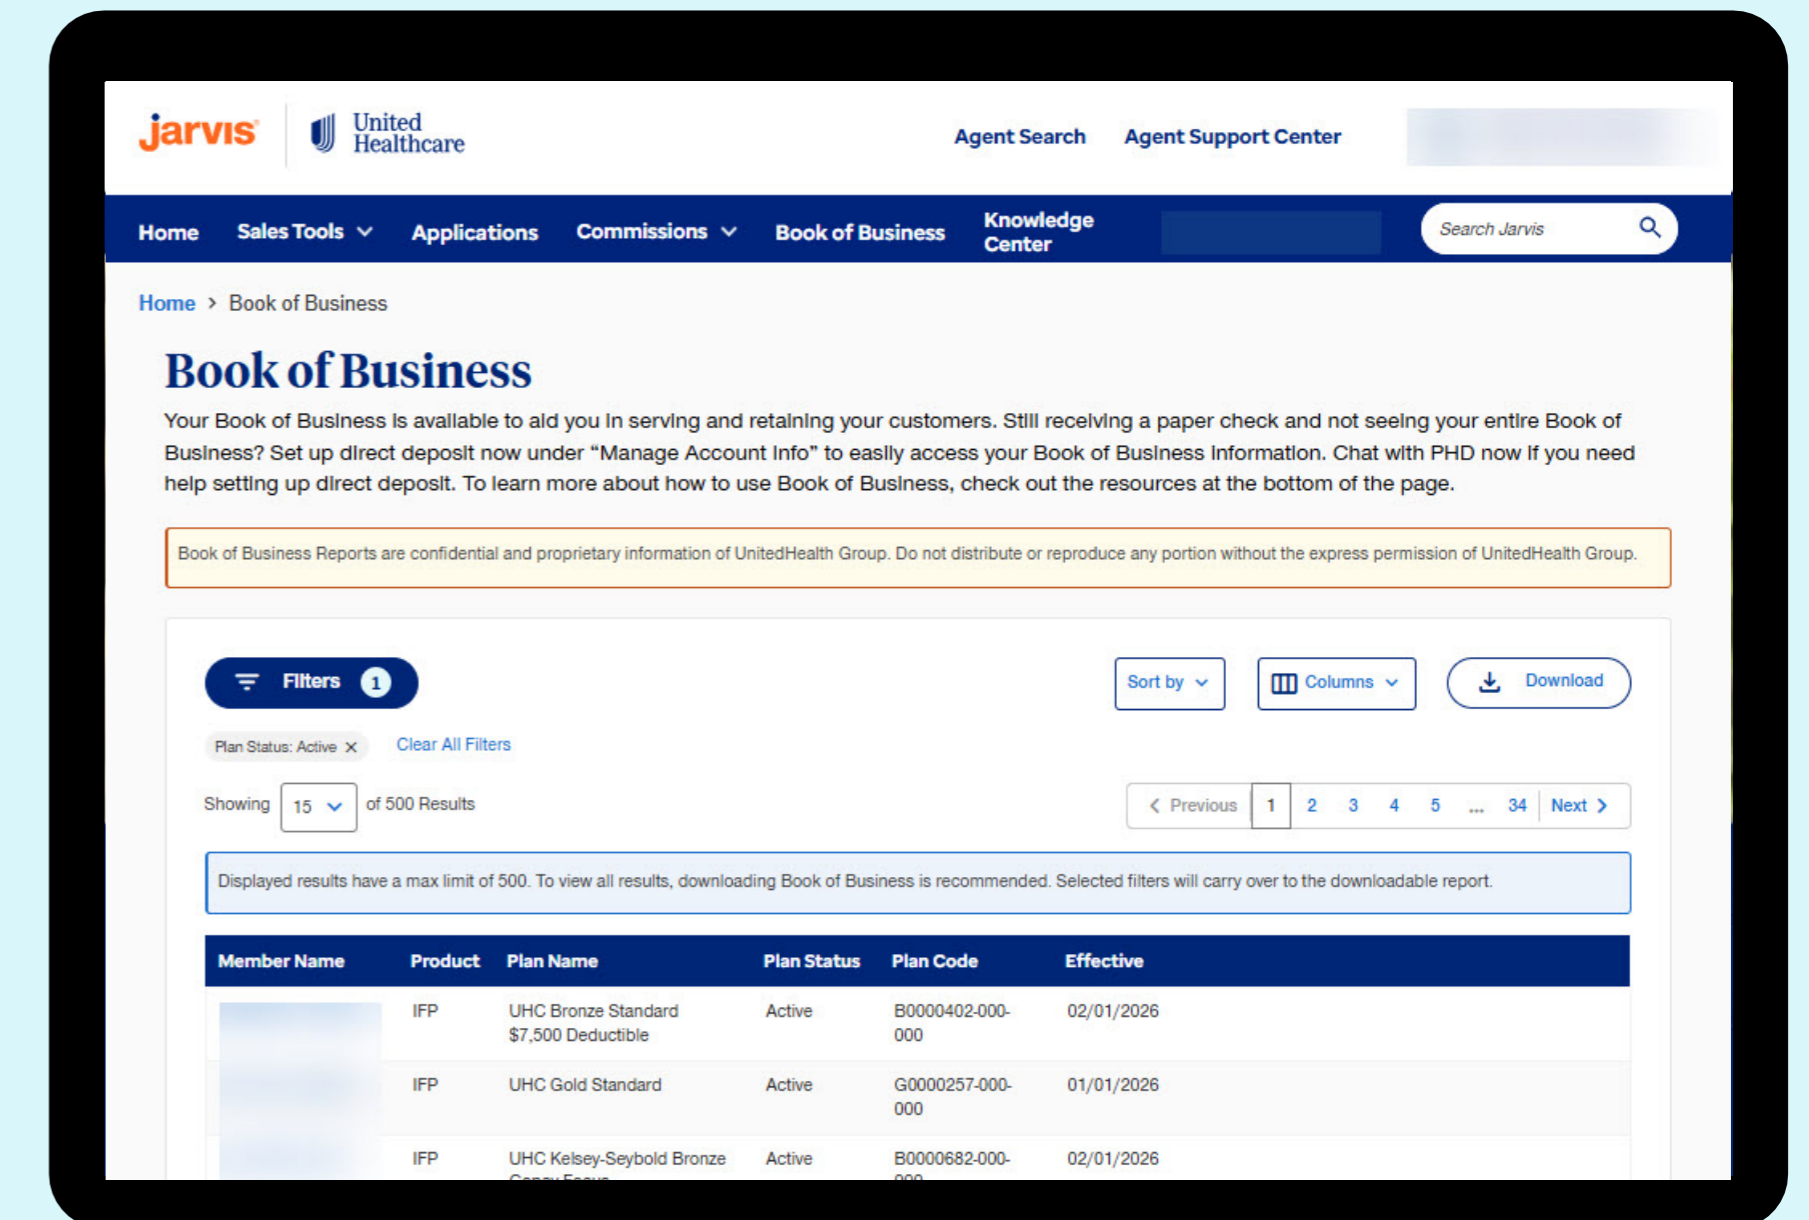 jarvis
United
Healthcare
Agent Search
Agent Support Center
Home
Sales Tools
Applications
Commissions
Book of Business
Knowledge
Center
Search Jarvis
Home > Book of Business
Book of Business
Your Book of Business is available to aid you in serving and retaining your customers. Still receiving a paper check and not seeing your entire Book of
Business? Set up direct deposit now under “Manage Account Info” to easily access your Book of Business information. Chat with PHD now if you need
help setting up direct deposit. To learn more about how to use Book of Business, check out the resources at the bottom of the page.
Book of Business Reports are confidential and proprietary information of UnitedHealth Group. Do not distribute or reproduce any portion without the express permission of UnitedHealth Group.
Filters 1
Sort by
Columns
Download
Plan Status: Active ✕
Clear All Filters
Showing 15 of 500 Results
< Previous 1 2 3 4 5 ... 34 Next >
Displayed results have a max limit of 500. To view all results, downloading Book of Business is recommended. Selected filters will carry over to the downloadable report.
Member Name Product Plan Name Plan Status Plan Code Effective
IFP UHC Bronze Standard Active B0000402-000- 02/01/2026
$7,500 Deductible 000
IFP UHC Gold Standard Active G0000257-000- 01/01/2026
000
IFP UHC Kelsey-Seybold Bronze Active B0000682-000- 02/01/2026